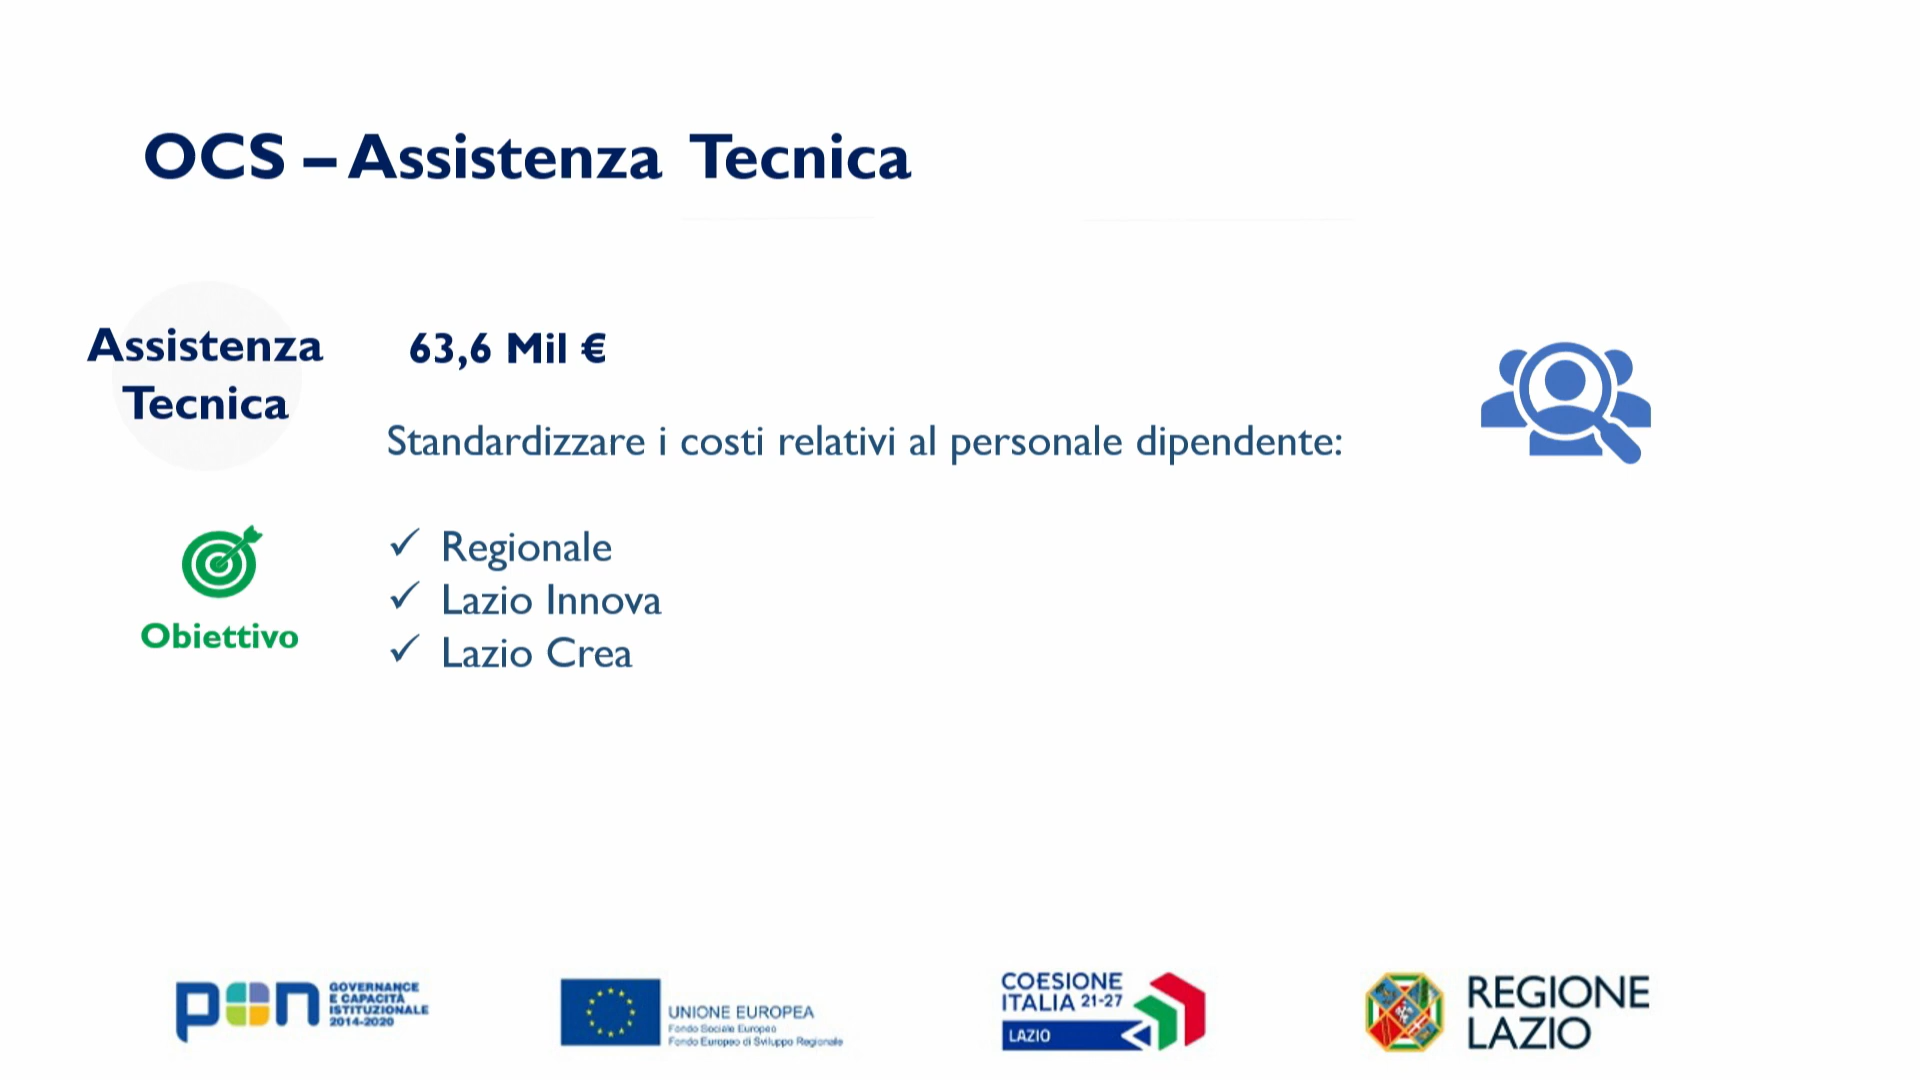 OCS – Assistenza Tecnica
Assistenza
Tecnica
63,6 Mil €
Standardizzare i costi relativi al personale dipendente:
Obiettivo
✓ Regionale
✓ Lazio Innova
✓ Lazio Crea
pon
GOVERNANCE
E CAPACITÀ
ISTITUZIONALE
2014-2020
UNIONE EUROPEA
Fondo Sociale Europeo
Fondo Europeo di Sviluppo Regionale
COESIONE
ITALIA 21-27
LAZIO
REGIONE
LAZIO